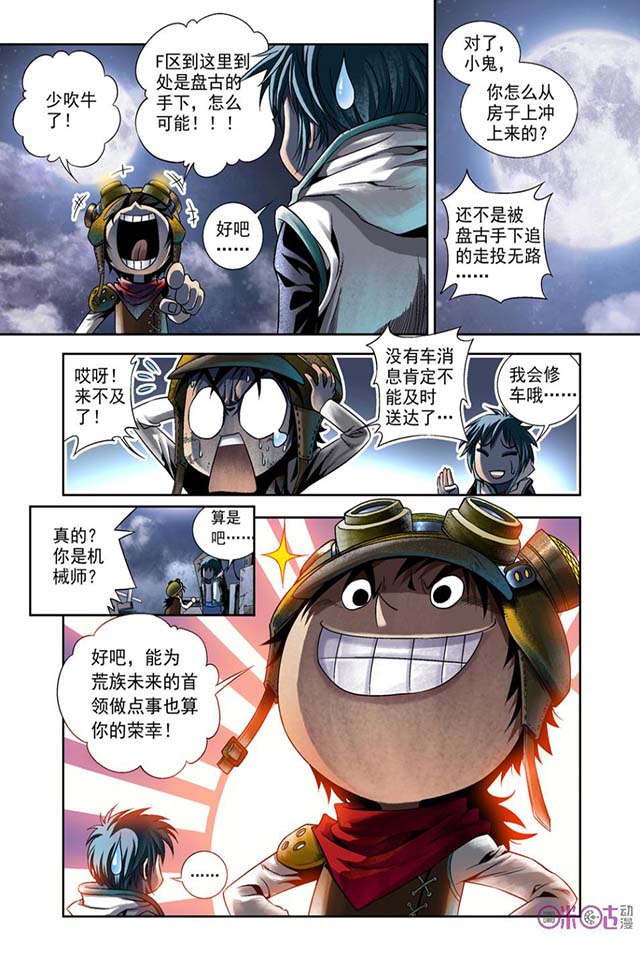 少吹牛
了！
F区到这里到
处是盘古的
手下，怎么
可能！！！
好吧
……
对了，
小鬼，
你怎么从
房子上冲
上来的？
还不是被
盘古手下追
的走投无路
……
哎呀！
来不及
了！
没有车消
息肯定不
能及时
送达了…
我会修
车哦……
真的？
你是机
械师？
算是
吧……
好吧，能为
荒族未来的首
领做点事也算
你的荣幸！
……
咪咕动漫